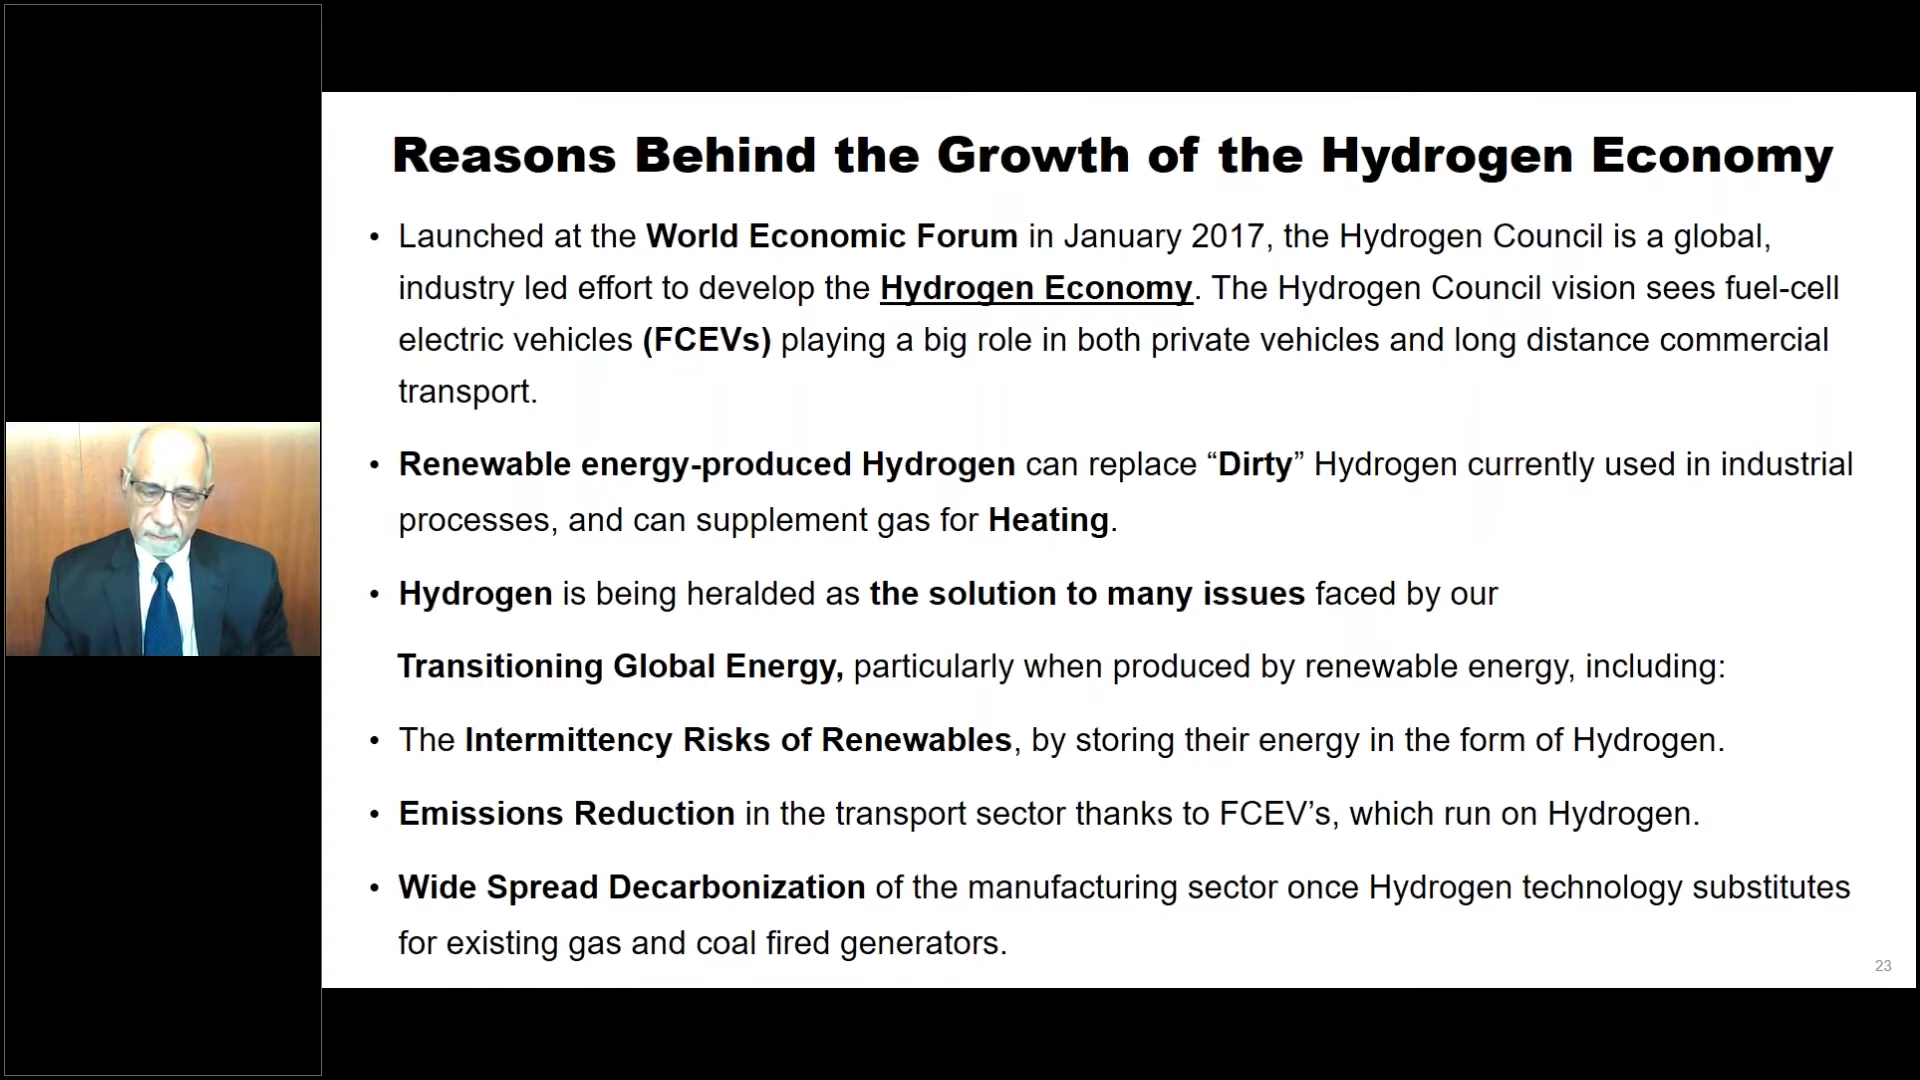 Reasons Behind the Growth of the Hydrogen Economy
• Launched at the World Economic Forum in January 2017, the Hydrogen Council is a global,
industry led effort to develop the Hydrogen Economy. The Hydrogen Council vision sees fuel-cell
electric vehicles (FCEVs) playing a big role in both private vehicles and long distance commercial
transport.
• Renewable energy-produced Hydrogen can replace “Dirty” Hydrogen currently used in industrial
processes, and can supplement gas for Heating.
• Hydrogen is being heralded as the solution to many issues faced by our
Transitioning Global Energy, particularly when produced by renewable energy, including:
• The Intermittency Risks of Renewables, by storing their energy in the form of Hydrogen.
• Emissions Reduction in the transport sector thanks to FCEV’s, which run on Hydrogen.
• Wide Spread Decarbonization of the manufacturing sector once Hydrogen technology substitutes
for existing gas and coal fired generators.
23